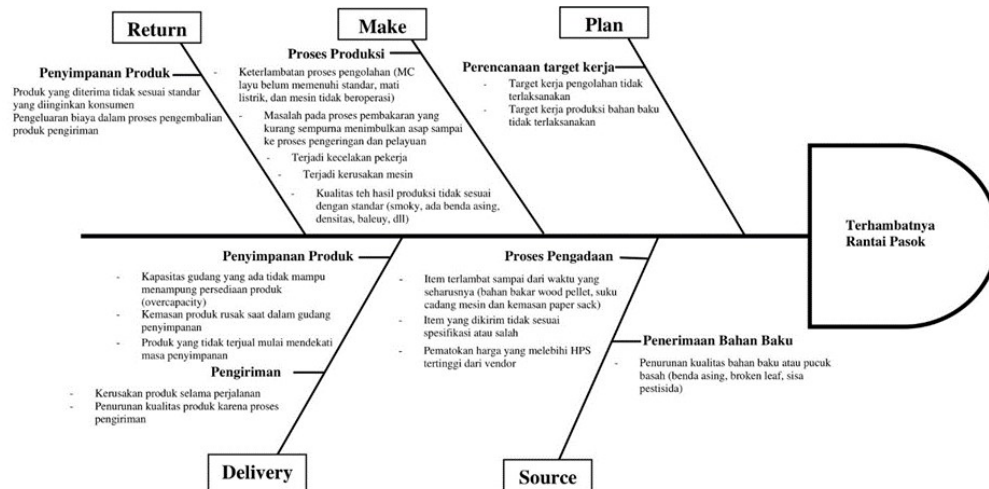 Return
Make
Plan
Penyimpanan Produk
Produk yang diterima tidak sesuai standar
yang diinginkan konsumen
Pengeluaran biaya dalam proses pengembalian
produk pengiriman
Proses Produksi
- Keterlambatan proses pengolahan (MC
layu belum memenuhi standar, mati
listrik, dan mesin tidak beroperasi)
- Masalah pada proses pembakaran yang
kurang sempurna menimbulkan asap sampai
ke proses pengeringan dan pelayuan
- Terjadi kecelakan pekerja
- Terjadi kerusakan mesin
- Kualitas teh hasil produksi tidak sesuai
dengan standar (smoky, ada benda asing,
densitas, baleuy, dll)
Perencanaan target kerja
- Target kerja pengolahan tidak
terlaksanakan
- Target kerja produksi bahan baku
tidak terlaksanakan
Terhambatnya
Rantai Pasok
Penyimpanan Produk
- Kapasitas gudang yang ada tidak mampu
menampung persediaan produk
(overcapacity)
- Kemasan produk rusak saat dalam gudang
penyimpanan
- Produk yang tidak terjual mulai mendekati
masa penyimpanan
Pengiriman
- Kerusakan produk selama perjalanan
- Penurunan kualitas produk karena proses
pengiriman
Proses Pengadaan
- Item terlambat sampai dari waktu yang
seharusnya (bahan bakar wood pellet, suku
cadang mesin dan kemasan paper sack)
- Item yang dikirim tidak sesuai
spesifikasi atau salah
- Pematokan harga yang melebihi HPS
tertinggi dari vendor
Penerimaan Bahan Baku
- Penurunan kualitas bahan baku atau pucuk
basah (benda asing, broken leaf, sisa
pestisida)
Delivery
Source